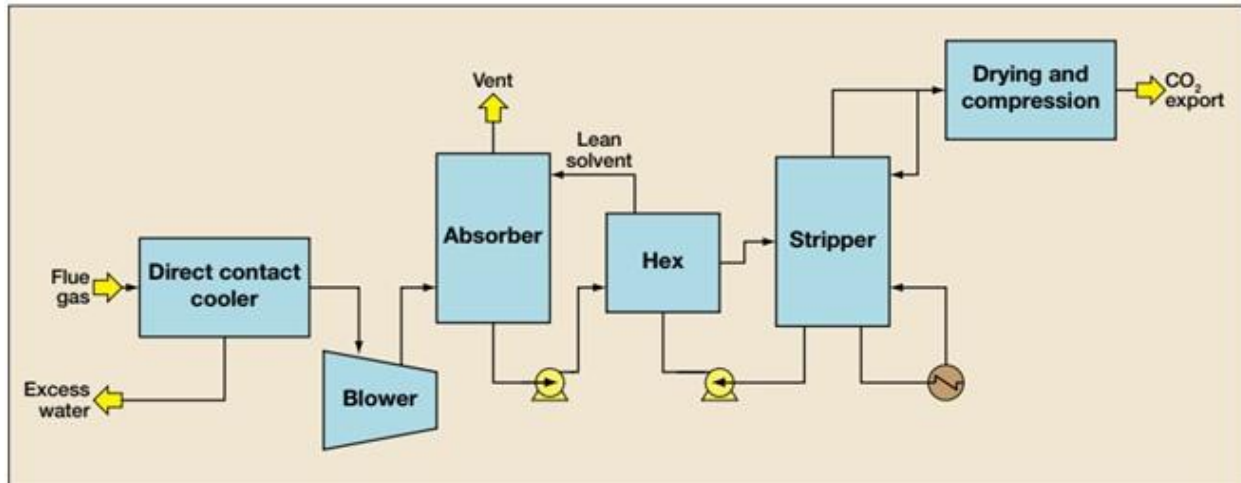 Flue
gas
Direct contact
cooler
Excess
water
Blower
Vent
Absorber
Lean
solvent
Hex
Stripper
Drying and
compression
CO₂
export